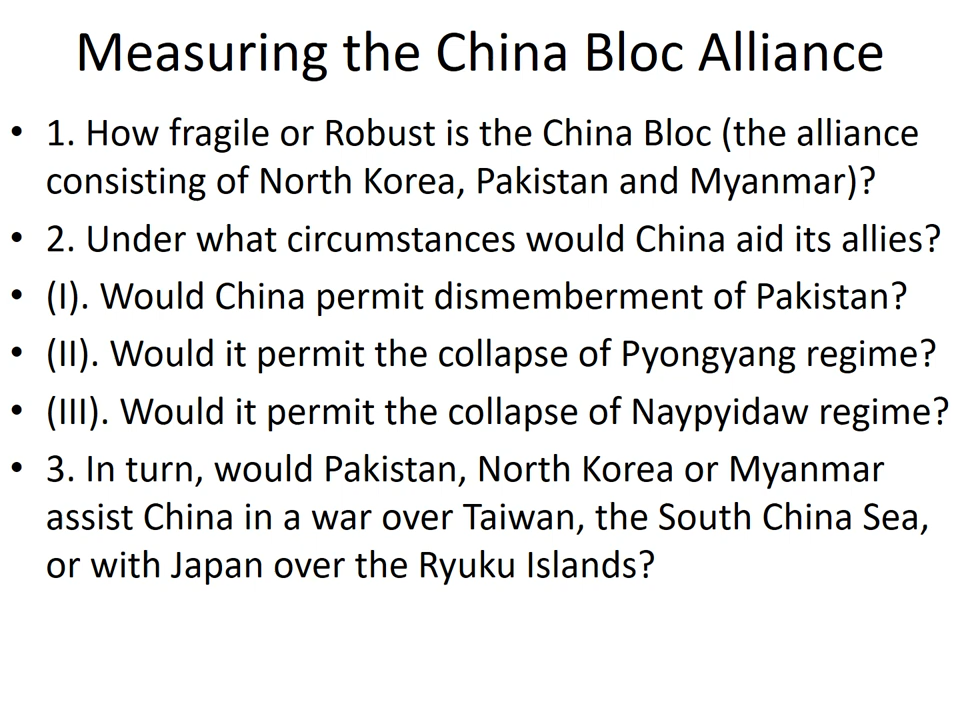 Measuring the China Bloc Alliance
• 1. How fragile or Robust is the China Bloc (the alliance
consisting of North Korea, Pakistan and Myanmar)?
• 2. Under what circumstances would China aid its allies?
• (I). Would China permit dismemberment of Pakistan?
• (II). Would it permit the collapse of Pyongyang regime?
• (III). Would it permit the collapse of Naypyidaw regime?
• 3. In turn, would Pakistan, North Korea or Myanmar
assist China in a war over Taiwan, the South China Sea,
or with Japan over the Ryuku Islands?